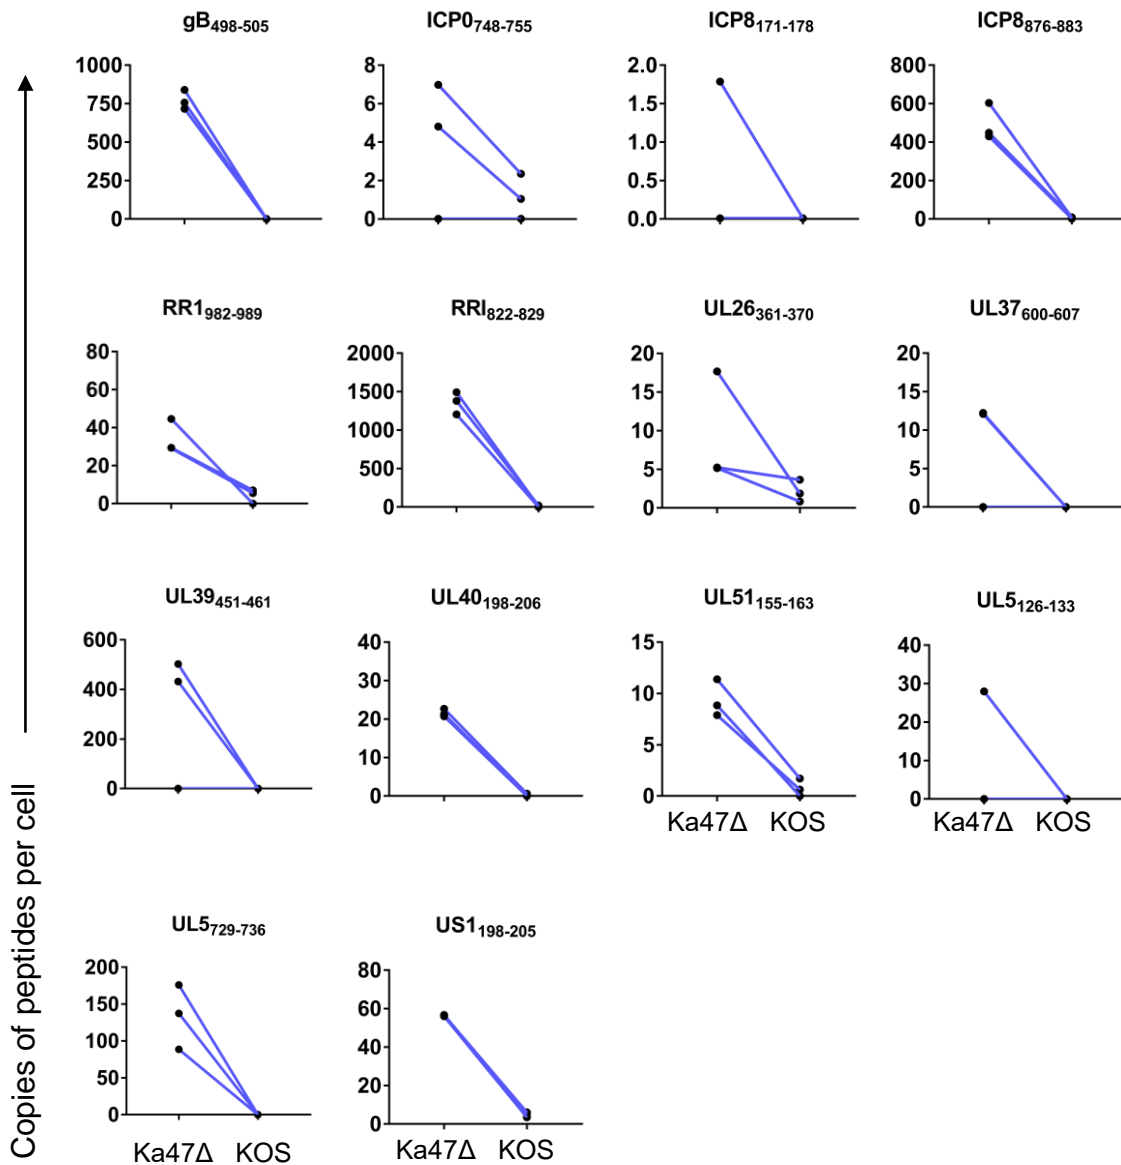 gB498-505 ICP0748-755 ICP8171-178 ICP8876-883
1000 8 2.0 800
750 6 1.5 600
500 4 1.0 400
250 2 0.5 200
0 0 0.0 0
RR1982-989 RRI822-829 UL26361-370 UL37600-607
80 2000 20 20
60 1500 15 15
40 1000 10 10
20 500 5 5
0 0 0 0
UL39451-461 UL40198-206 UL51155-163 UL5126-133
600 40 15 40
400 30 10 30
200 20 5 20
0 10 0 10
0 0
Ka47Δ KOS Ka47Δ KOS
UL5729-736 US1198-205
200 80
150 60
100 40
50 20
0 0
Ka47Δ KOS Ka47Δ KOS
Copies of peptides per cell